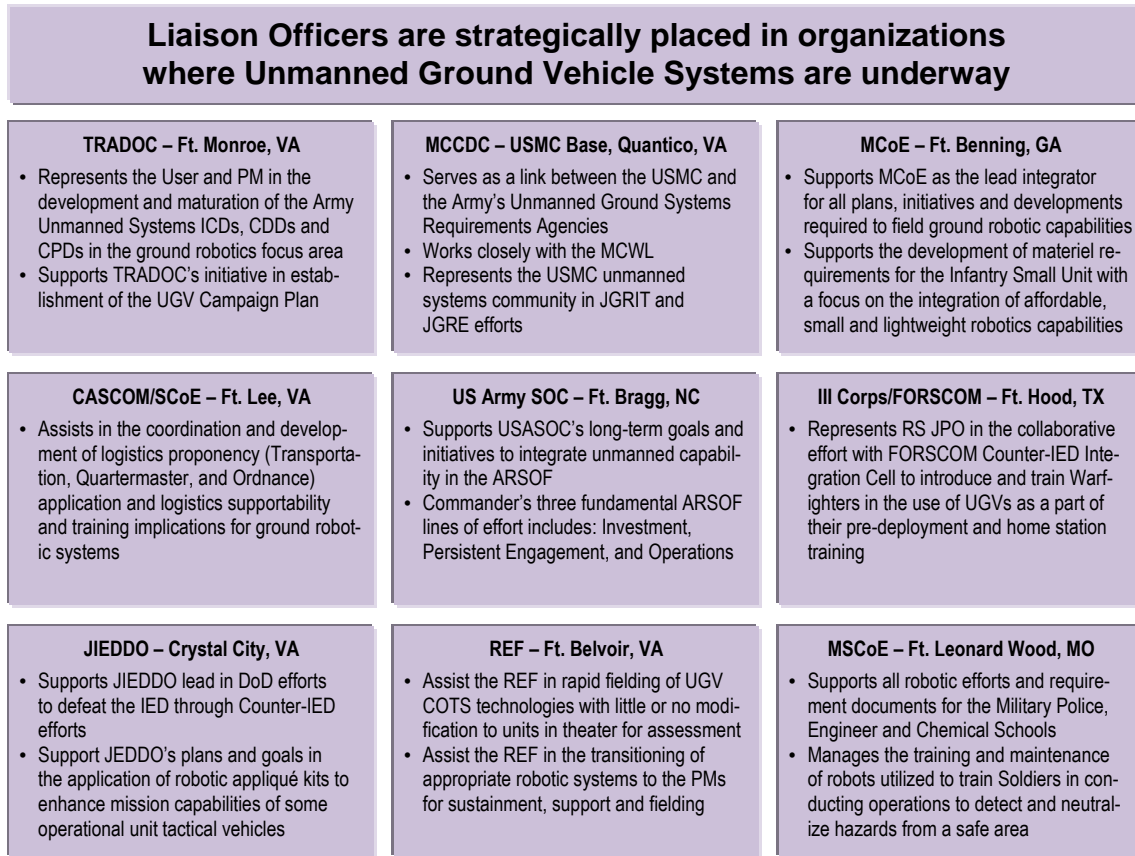 Liaison Officers are strategically placed in organizations
where Unmanned Ground Vehicle Systems are underway
TRADOC – Ft. Monroe, VA
• Represents the User and PM in the
development and maturation of the Army
Unmanned Systems ICDs, CDDs and
CPDs in the ground robotics focus area
• Supports TRADOC’s initiative in estab-
lishment of the UGV Campaign Plan
MCCDC – USMC Base, Quantico, VA
• Serves as a link between the USMC and
the Army’s Unmanned Ground Systems
Requirements Agencies
• Works closely with the MCWL
• Represents the USMC unmanned
systems community in JGRIT and
JGRE efforts
MCoE – Ft. Benning, GA
• Supports MCoE as the lead integrator
for all plans, initiatives and developments
required to field ground robotic capabilities
• Supports the development of materiel re-
quirements for the Infantry Small Unit with
a focus on the integration of affordable,
small and lightweight robotics capabilities
CASCOM/SCoE – Ft. Lee, VA
• Assists in the coordination and develop-
ment of logistics proponency (Transporta-
tion, Quartermaster, and Ordnance)
application and logistics supportability
and training implications for ground robot-
ic systems
US Army SOC – Ft. Bragg, NC
• Supports USASOC’s long-term goals and
initiatives to integrate unmanned capabil-
ity in the ARSOF
• Commander’s three fundamental ARSOF
lines of effort includes: Investment,
Persistent Engagement, and Operations
III Corps/FORSCOM – Ft. Hood, TX
• Represents RS JPO in the collaborative
effort with FORSCOM Counter-IED Inte-
gration Cell to introduce and train Warf-
ighters in the use of UGVs as a part of
their pre-deployment and home station
training
JIEDDO – Crystal City, VA
• Supports JIEDDO lead in DoD efforts
to defeat the IED through Counter-IED
efforts
• Support JEDDO’s plans and goals in
the application of robotic appliqué kits to
enhance mission capabilities of some
operational unit tactical vehicles
REF – Ft. Belvoir, VA
• Assist the REF in rapid fielding of UGV
COTS technologies with little or no modi-
fication to units in theater for assessment
• Assist the REF in the transitioning of
appropriate robotic systems to the PMs
for sustainment, support and fielding
MSCoE – Ft. Leonard Wood, MO
• Supports all robotic efforts and require-
ment documents for the Military Police,
Engineer and Chemical Schools
• Manages the training and maintenance
of robots utilized to train Soldiers in con-
ducting operations to detect and neutral-
ize hazards from a safe area